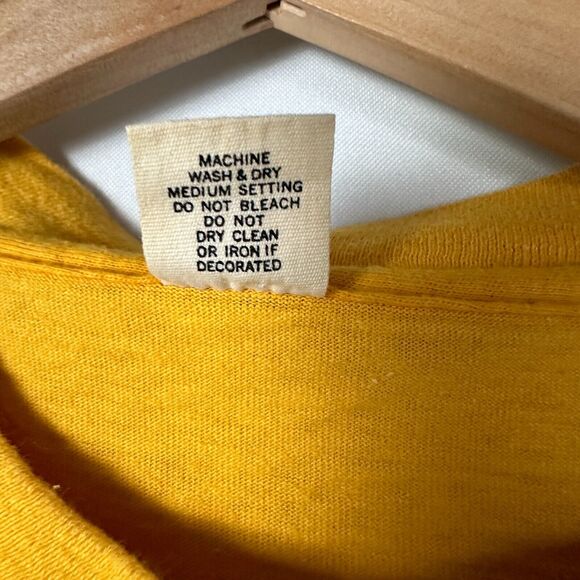 MACHINE
WASH & DRY
MEDIUM SETTING
DO NOT BLEACH
DO NOT
DRY CLEAN
OR IRON IF
DECORATED